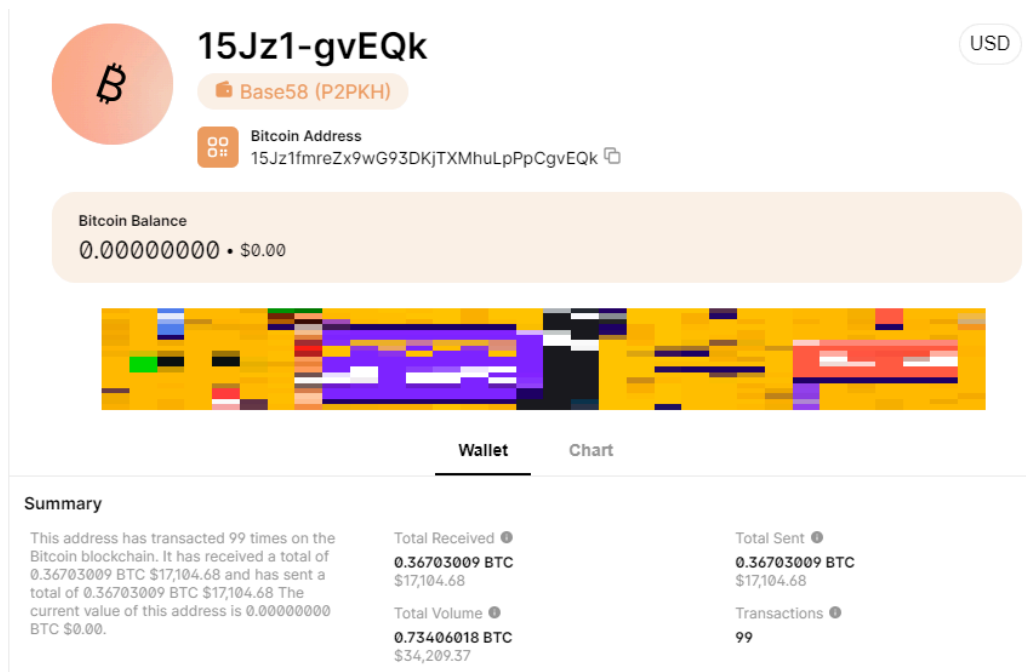 15Jz1-gvEQk
USD
Base58 (P2PKH)
Bitcoin Address
15Jz1fmreZx9wG93DKjTXMhuLpPpCgvEQk
Bitcoin Balance
0.00000000 • $0.00
Wallet
Chart
Summary
This address has transacted 99 times on the
Bitcoin blockchain. It has received a total of
0.36703009 BTC $17,104.68 and has sent a
total of 0.36703009 BTC $17,104.68 The
current value of this address is 0.00000000
BTC $0.00.
Total Received
0.36703009 BTC
$17,104.68
Total Sent
0.36703009 BTC
$17,104.68
Total Volume
0.73406018 BTC
$34,209.37
Transactions
99